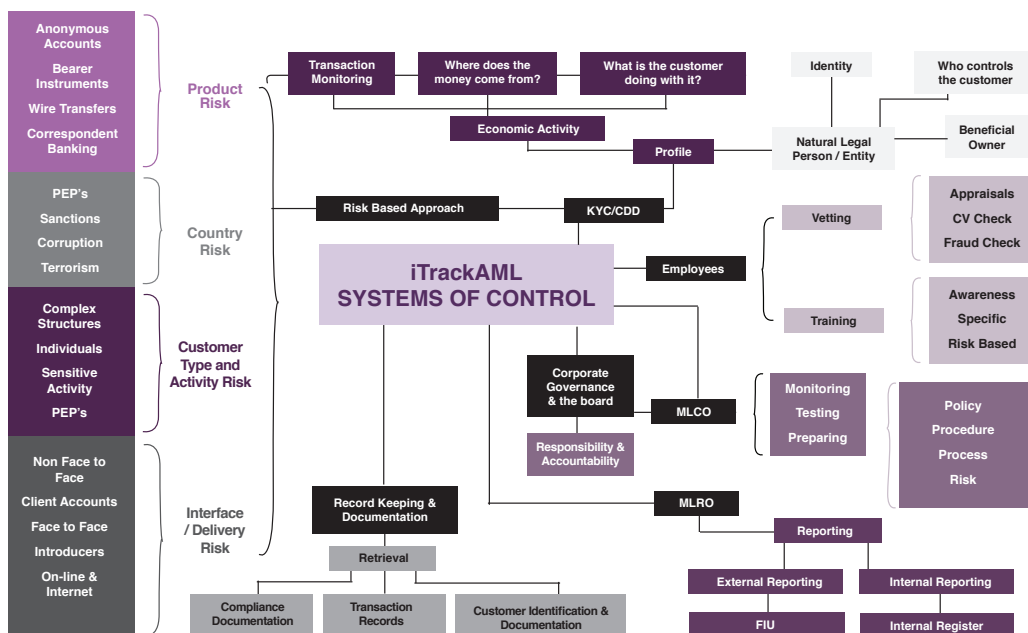 Anonymous
Accounts
Bearer
Instruments
Wire Transfers
Correspondent
Banking
Product
Risk
PEP's
Sanctions
Corruption
Terrorism
Country
Risk
Complex
Structures
Individuals
Sensitive
Activity
PEP's
Customer
Type and
Activity Risk
Non Face to
Face
Client Accounts
Face to Face
Introducers
On-line &
Internet
Interface
/ Delivery
Risk
Transaction
Monitoring
Where does the
money come from?
What is the customer
doing with it?
Economic Activity
Profile
Identity
Who controls
the customer
Natural Legal
Person / Entity
Beneficial
Owner
Risk Based Approach
KYC/CDD
iTrackAML
SYSTEMS OF CONTROL
Employees
Vetting
Appraisals
CV Check
Fraud Check
Training
Awareness
Specific
Risk Based
Corporate
Governance
& the board
Responsibility &
Accountability
MLCO
Monitoring
Testing
Preparing
Policy
Procedure
Process
Risk
Record Keeping &
Documentation
Retrieval
Compliance
Documentation
Transaction
Records
Customer Identification &
Documentation
MLRO
Reporting
External Reporting
FIU
Internal Reporting
Internal Register